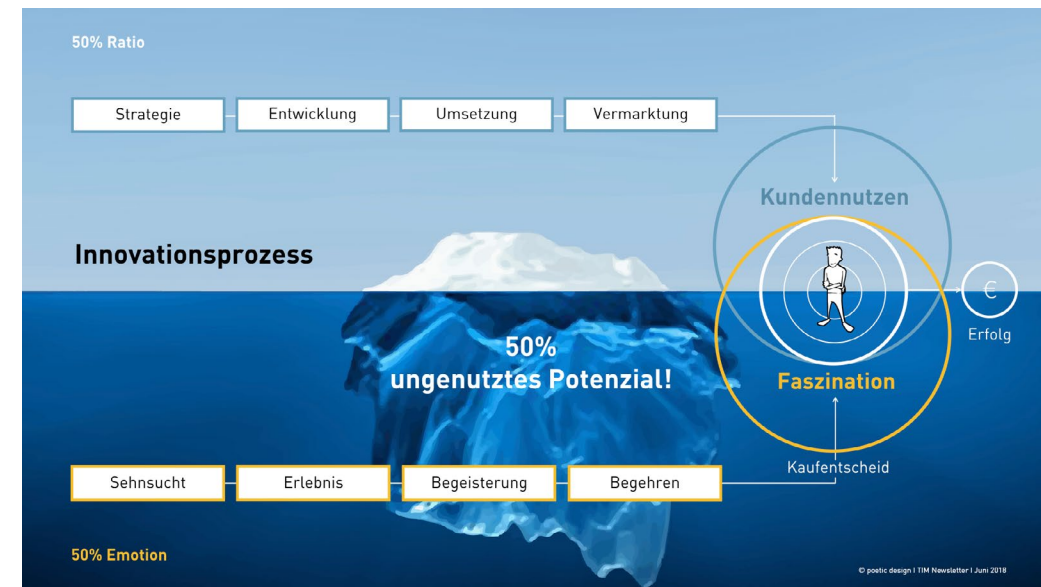 50% Ratio
Strategie
Entwicklung
Umsetzung
Vermarktung
Kundennutzen
Innovationsprozess
€
Erfolg
50%
ungenutztes Potenzial!
Faszination
Kaufentscheid
Sehnsucht
Erlebnis
Begeisterung
Begehren
50% Emotion
© poetic design I TIM Newsletter I Juni 2018